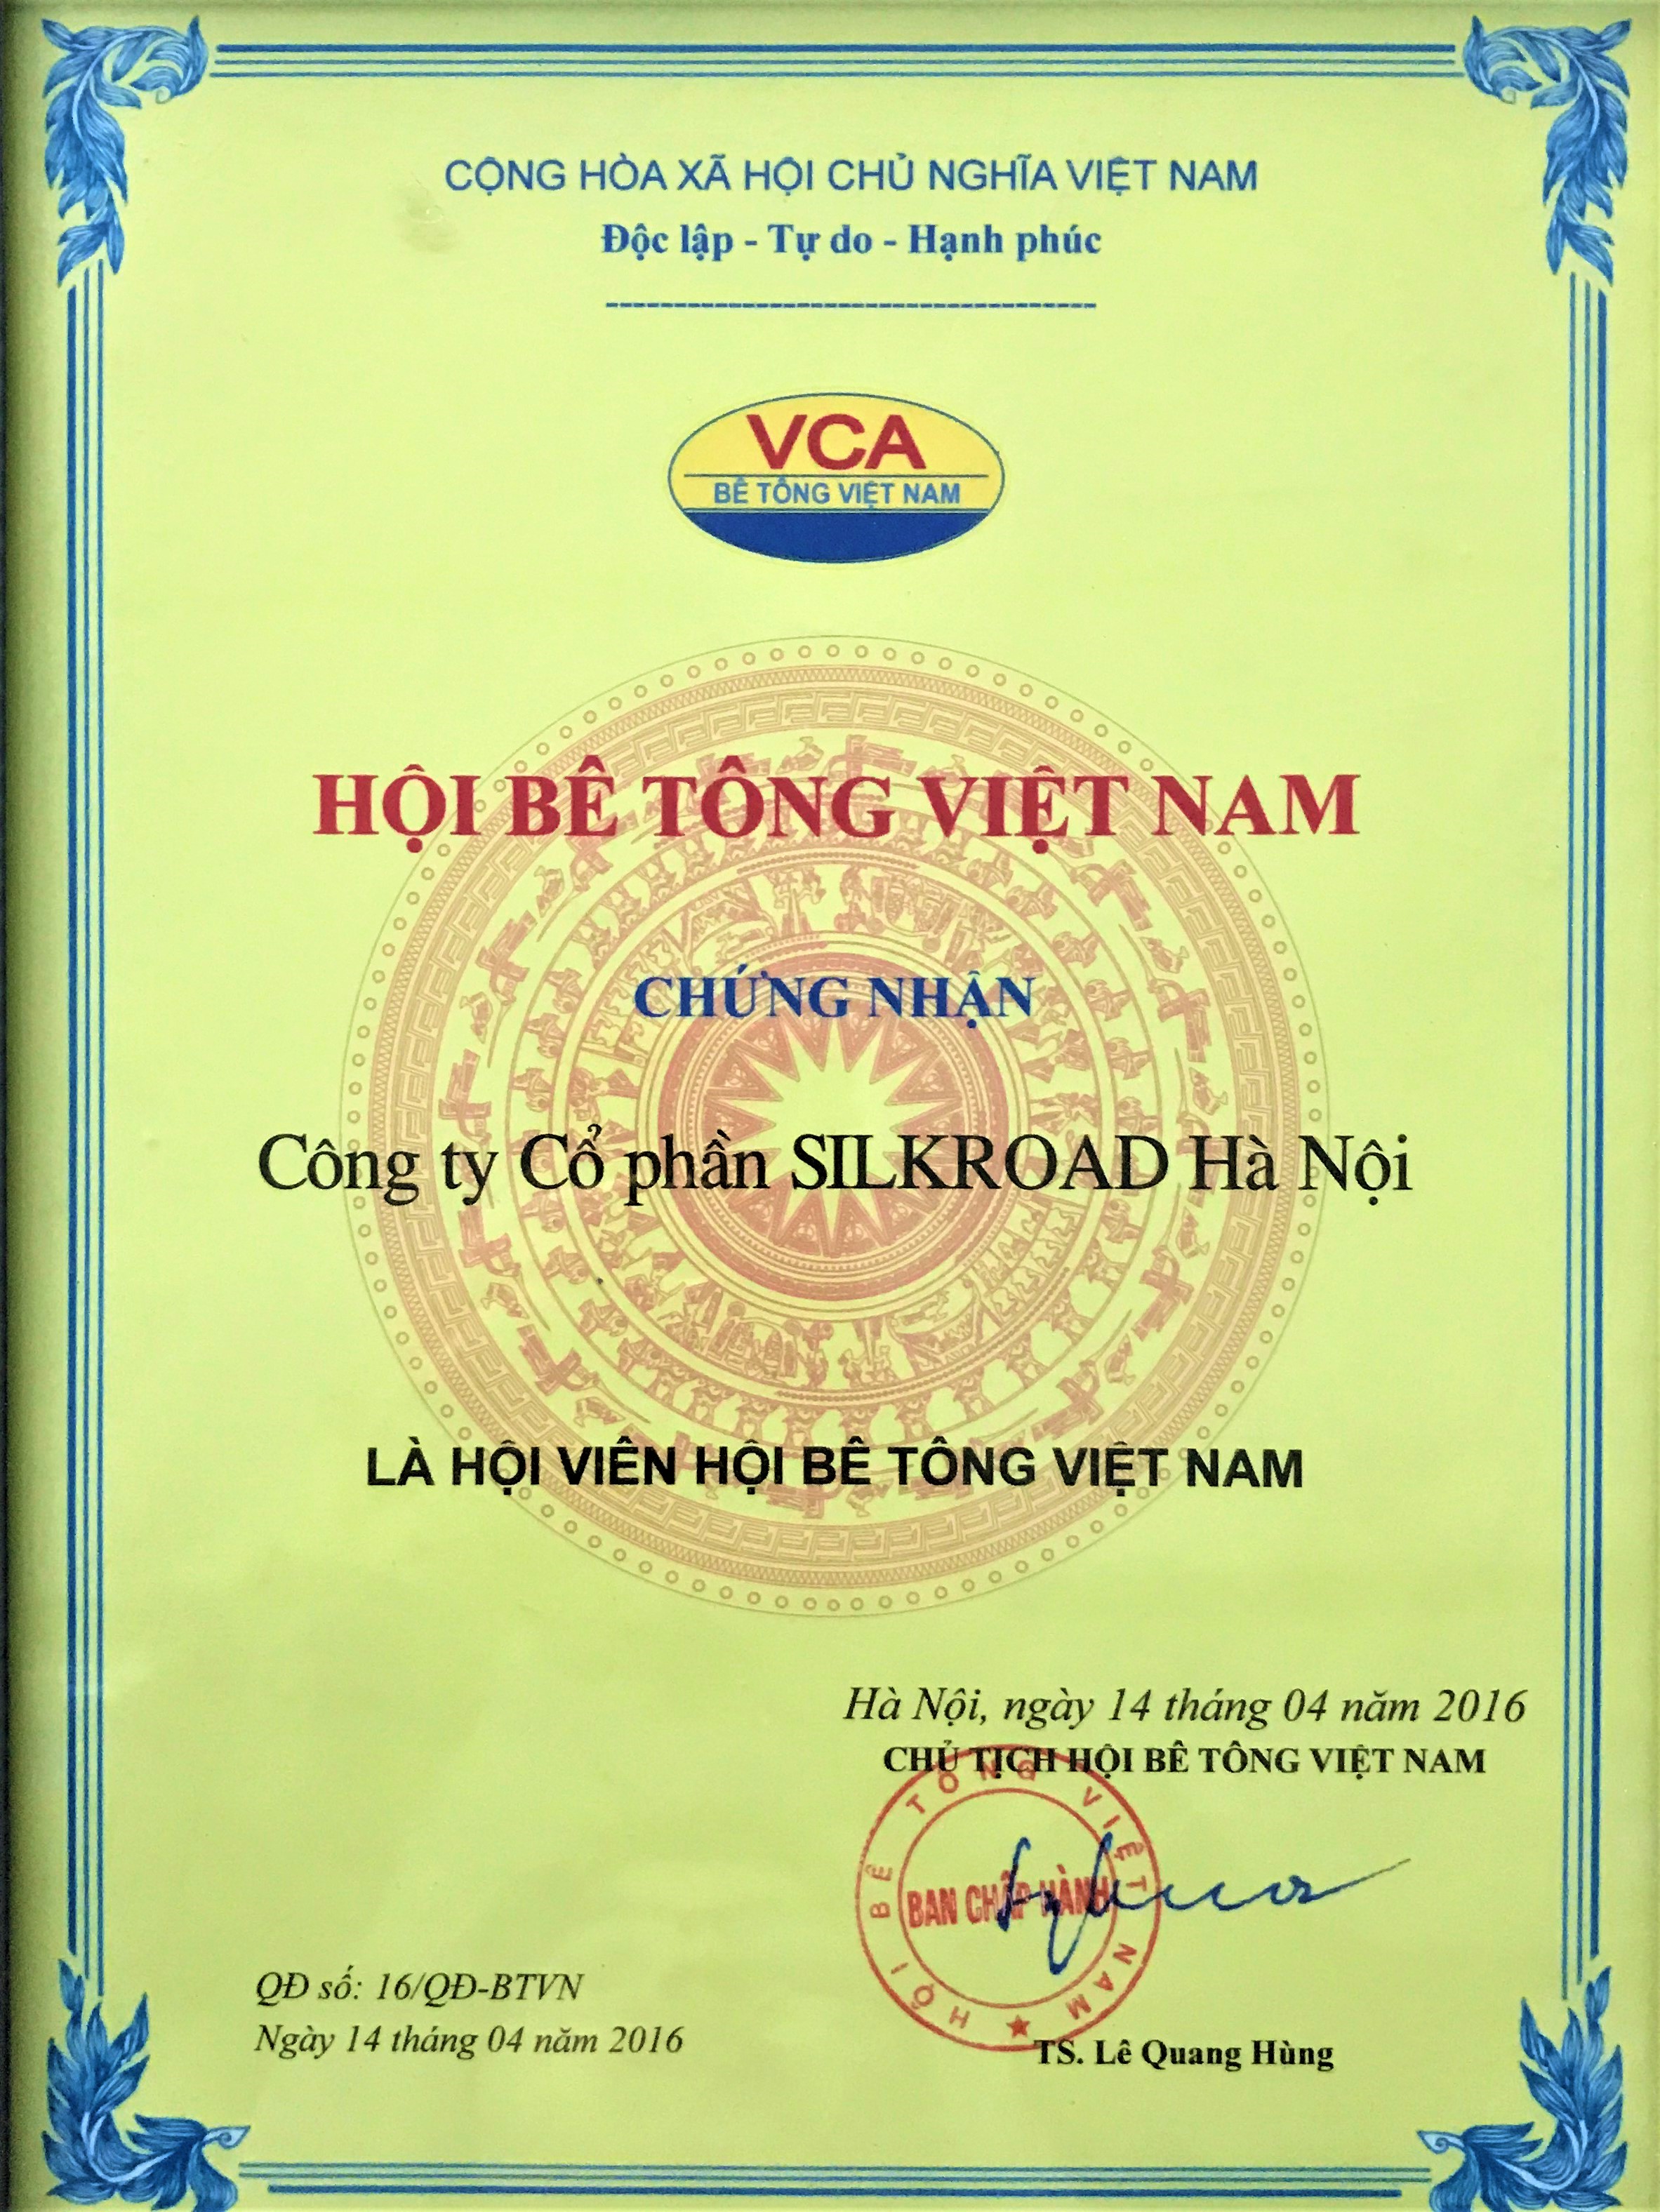 CỘNG HÒA XÃ HỘI CHỦ NGHĨA VIỆT NAM
Độc lập - Tự do - Hạnh phúc
------------------------------------
VCA
BÊ TÔNG VIỆT NAM
HỘI BÊ TÔNG VIỆT NAM
CHỨNG NHẬN
Công ty Cổ phần SILKROAD Hà Nội
LÀ HỘI VIÊN HỘI BÊ TÔNG VIỆT NAM
Hà Nội, ngày 14 tháng 04 năm 2016
CHỦ TỊCH HỘI BÊ TÔNG VIỆT NAM
HỘI BÊ TÔNG VIỆT NAM
BAN CHẤP HÀNH
QĐ số: 16/QĐ-BTVN
Ngày 14 tháng 04 năm 2016
TS. Lê Quang Hùng